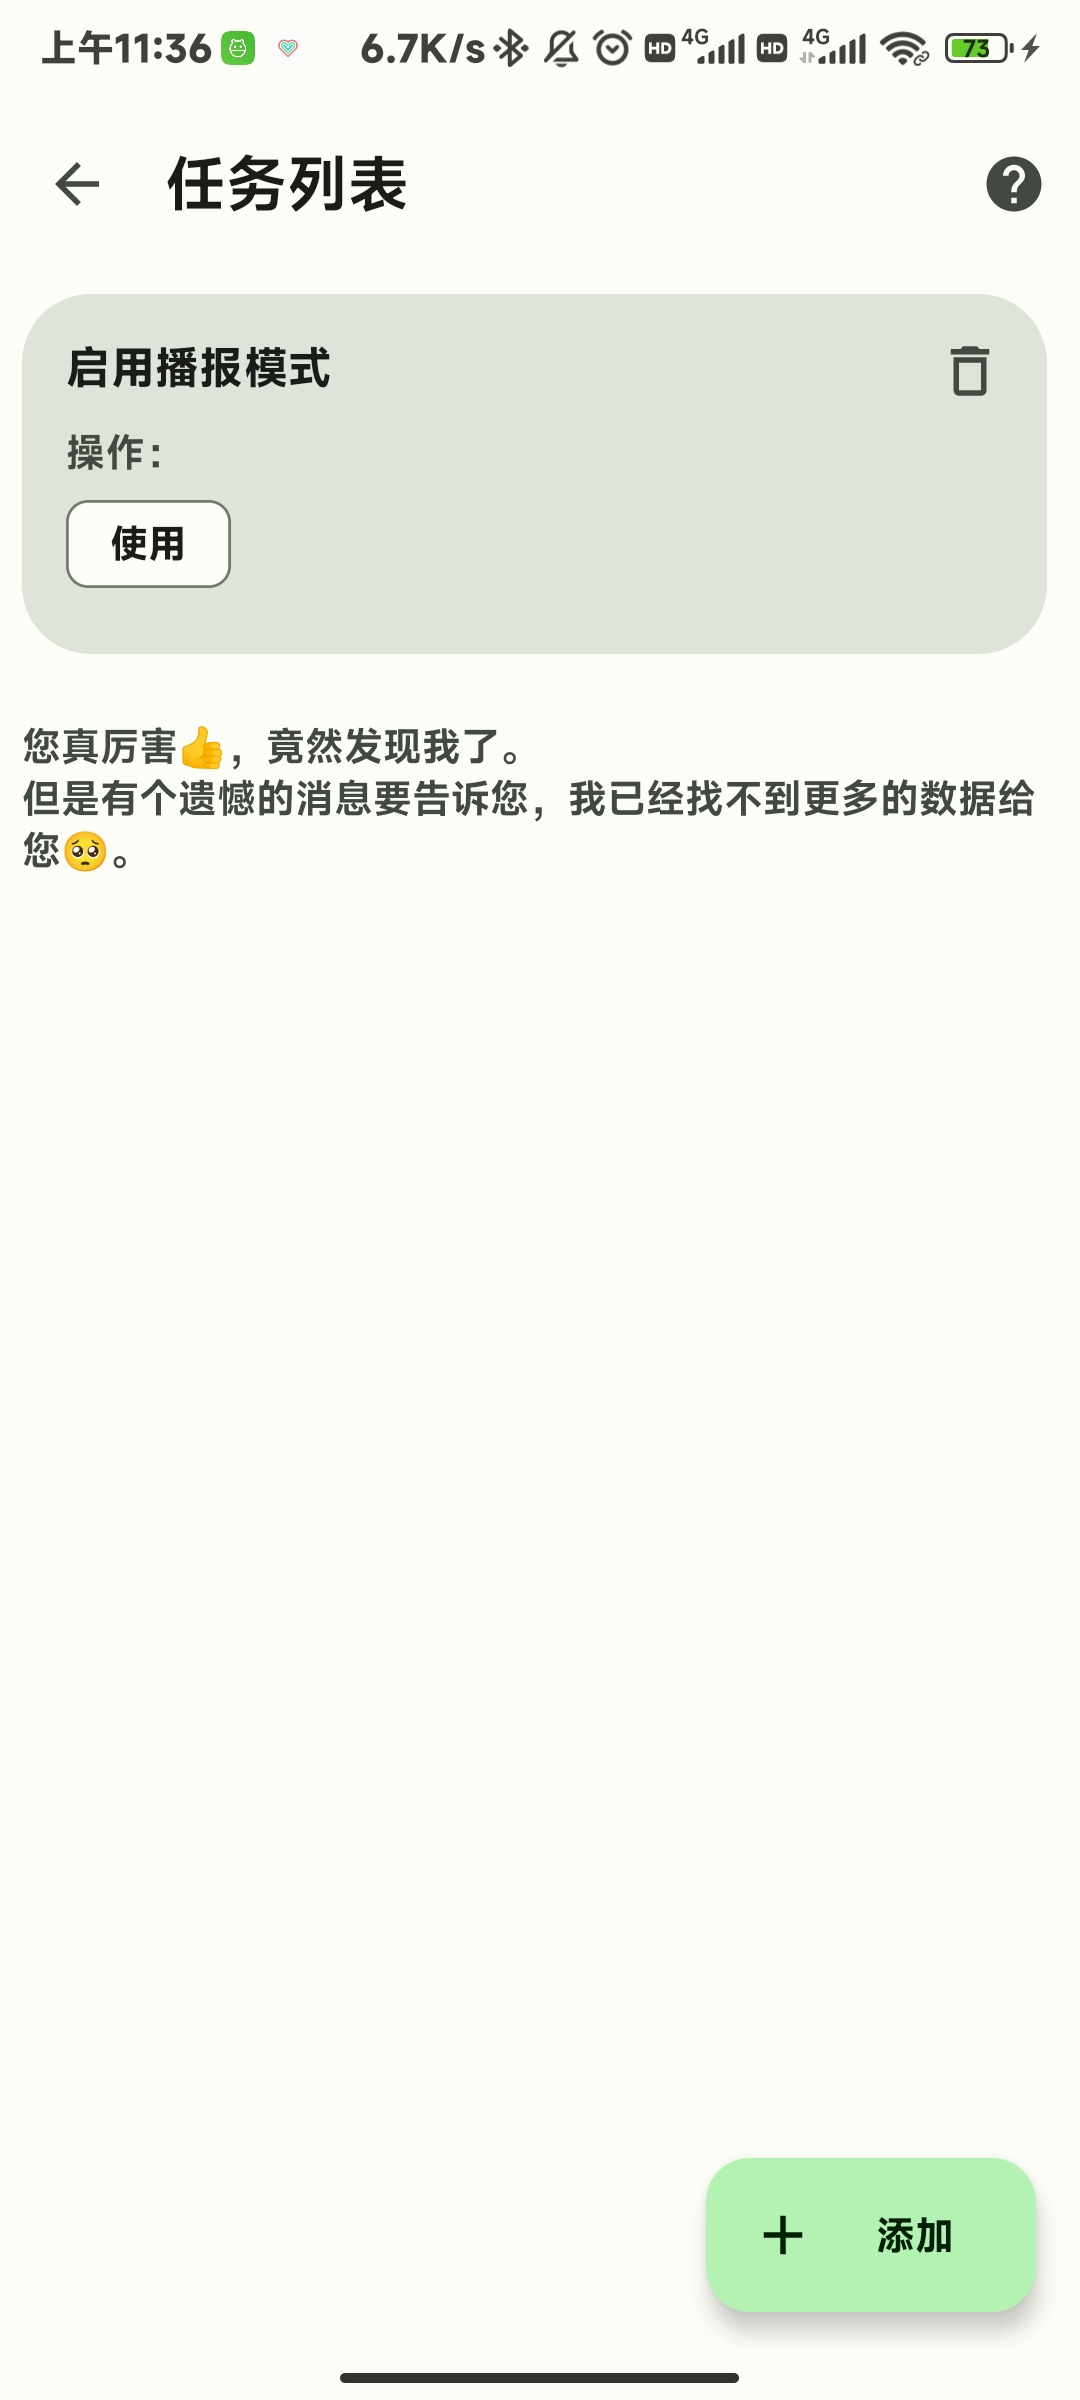 上午11:36 6.7K/s HD 4G HD 4G 73
任务列表
启用播报模式
操作：
使用
您真厉害👍，竟然发现我了。
但是有个遗憾的消息要告诉您，我已经找不到更多的数据给
您🥺。
添加